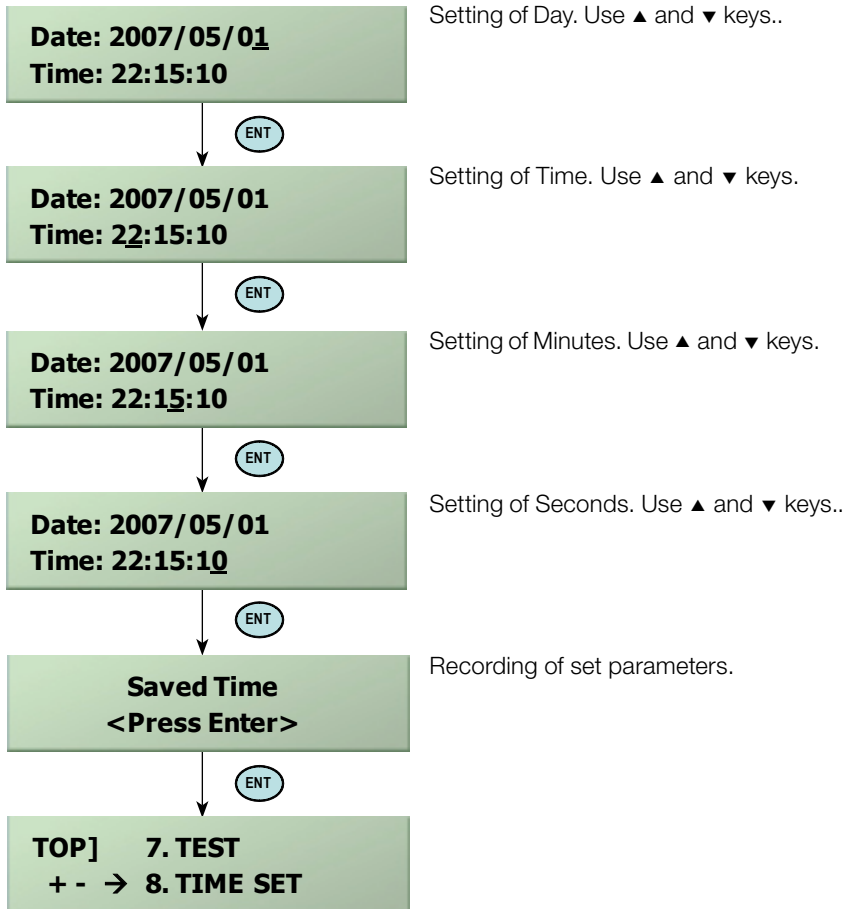 Date: 2007/05/01
Time: 22:15:10
Setting of Day. Use ▲ and ▼ keys..
ENT
Date: 2007/05/01
Time: 22:15:10
Setting of Time. Use ▲ and ▼ keys.
ENT
Date: 2007/05/01
Time: 22:15:10
Setting of Minutes. Use ▲ and ▼ keys.
ENT
Date: 2007/05/01
Time: 22:15:10
Setting of Seconds. Use ▲ and ▼ keys..
ENT
Saved Time
<Press Enter>
Recording of set parameters.
ENT
TOP] 7. TEST
+ - → 8. TIME SET